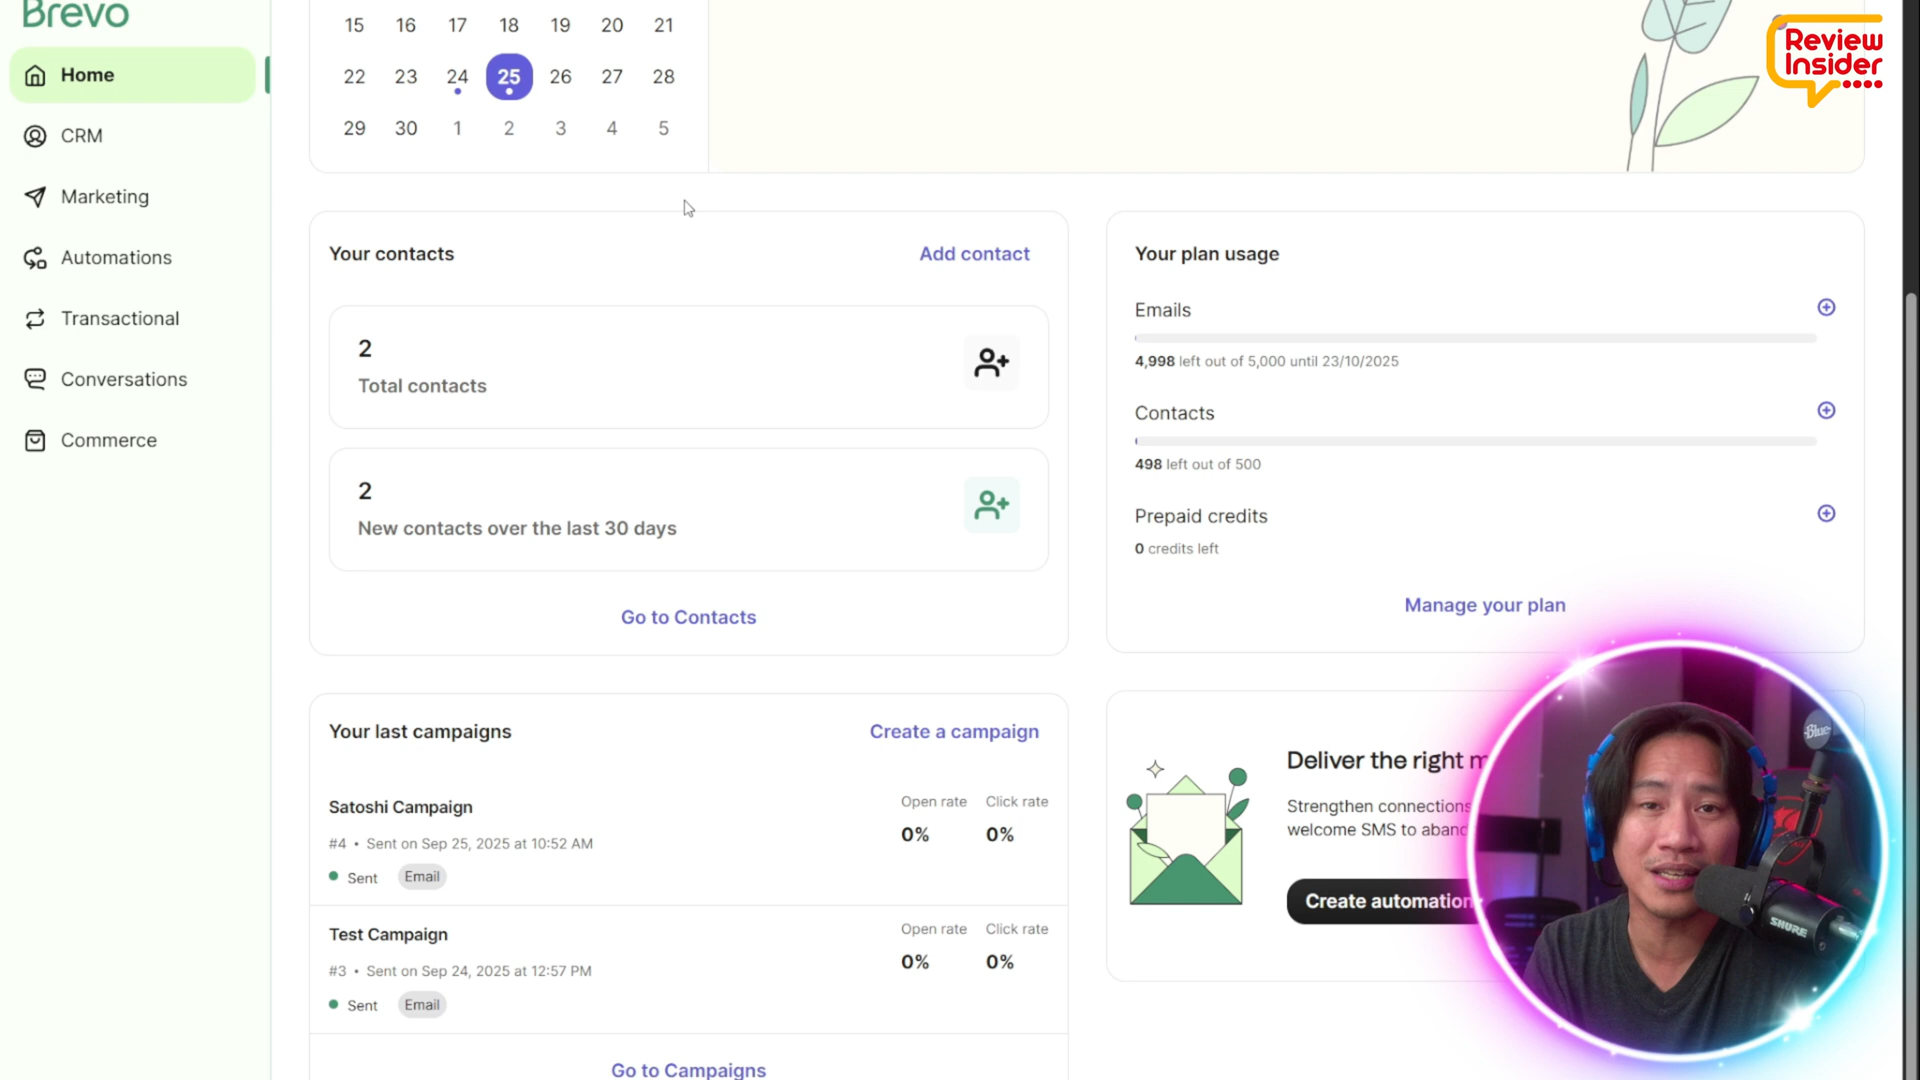 Brevo
Home
CRM
Marketing
Automations
Transactional
Conversations
Commerce
15 16 17 18 19 20 21
22 23 24 25 26 27 28
29 30 1 2 3 4 5
Review
Insider
Your contacts
Add contact
2
Total contacts
2
New contacts over the last 30 days
Go to Contacts
Your plan usage
Emails
4,998 left out of 5,000 until 23/10/2025
Contacts
498 left out of 500
Prepaid credits
0 credits left
Manage your plan
Your last campaigns
Create a campaign
Satoshi Campaign
Open rate Click rate
0% 0%
#4 • Sent on Sep 25, 2025 at 10:52 AM
Sent Email
Test Campaign
Open rate Click rate
0% 0%
#3 • Sent on Sep 24, 2025 at 12:57 PM
Sent Email
Go to Campaigns
Deliver the right
Strengthen connections
welcome SMS to
Create automation
Blue
SHURE